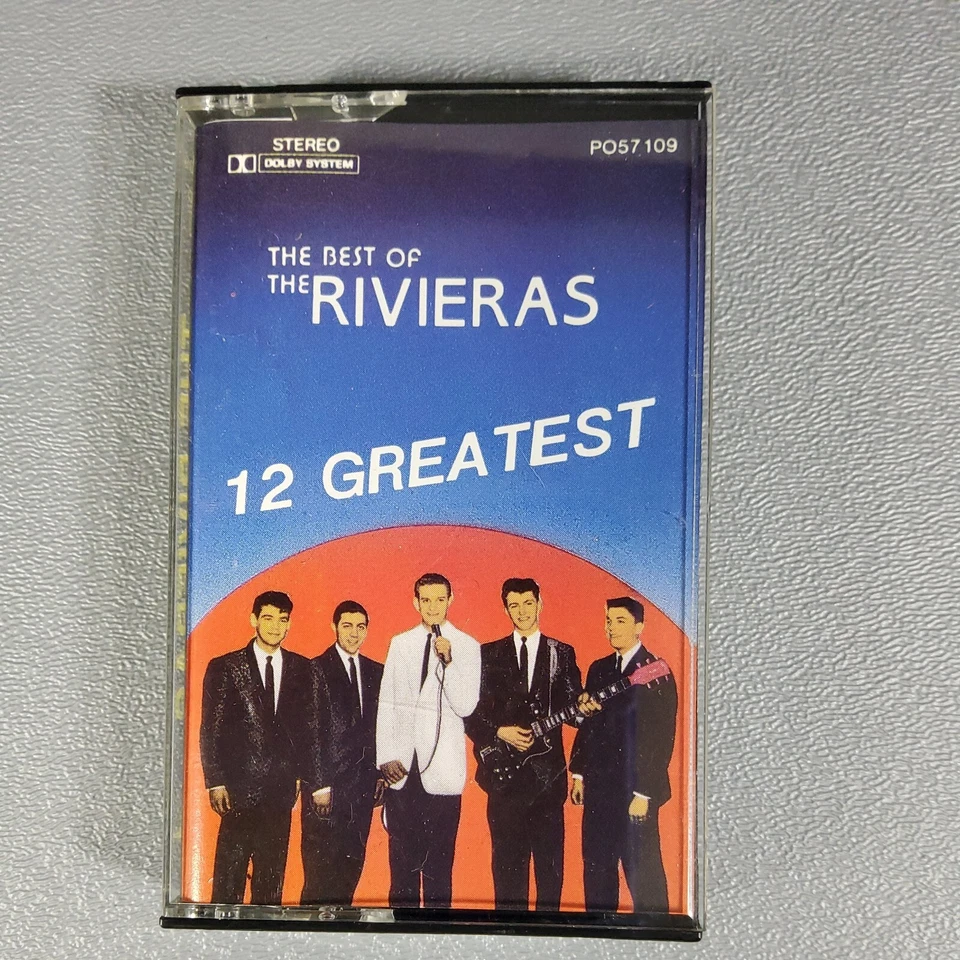 STEREO
DOLBY SYSTEM
PO57109
THE BEST OF
THE RIVIERAS
12 GREATEST